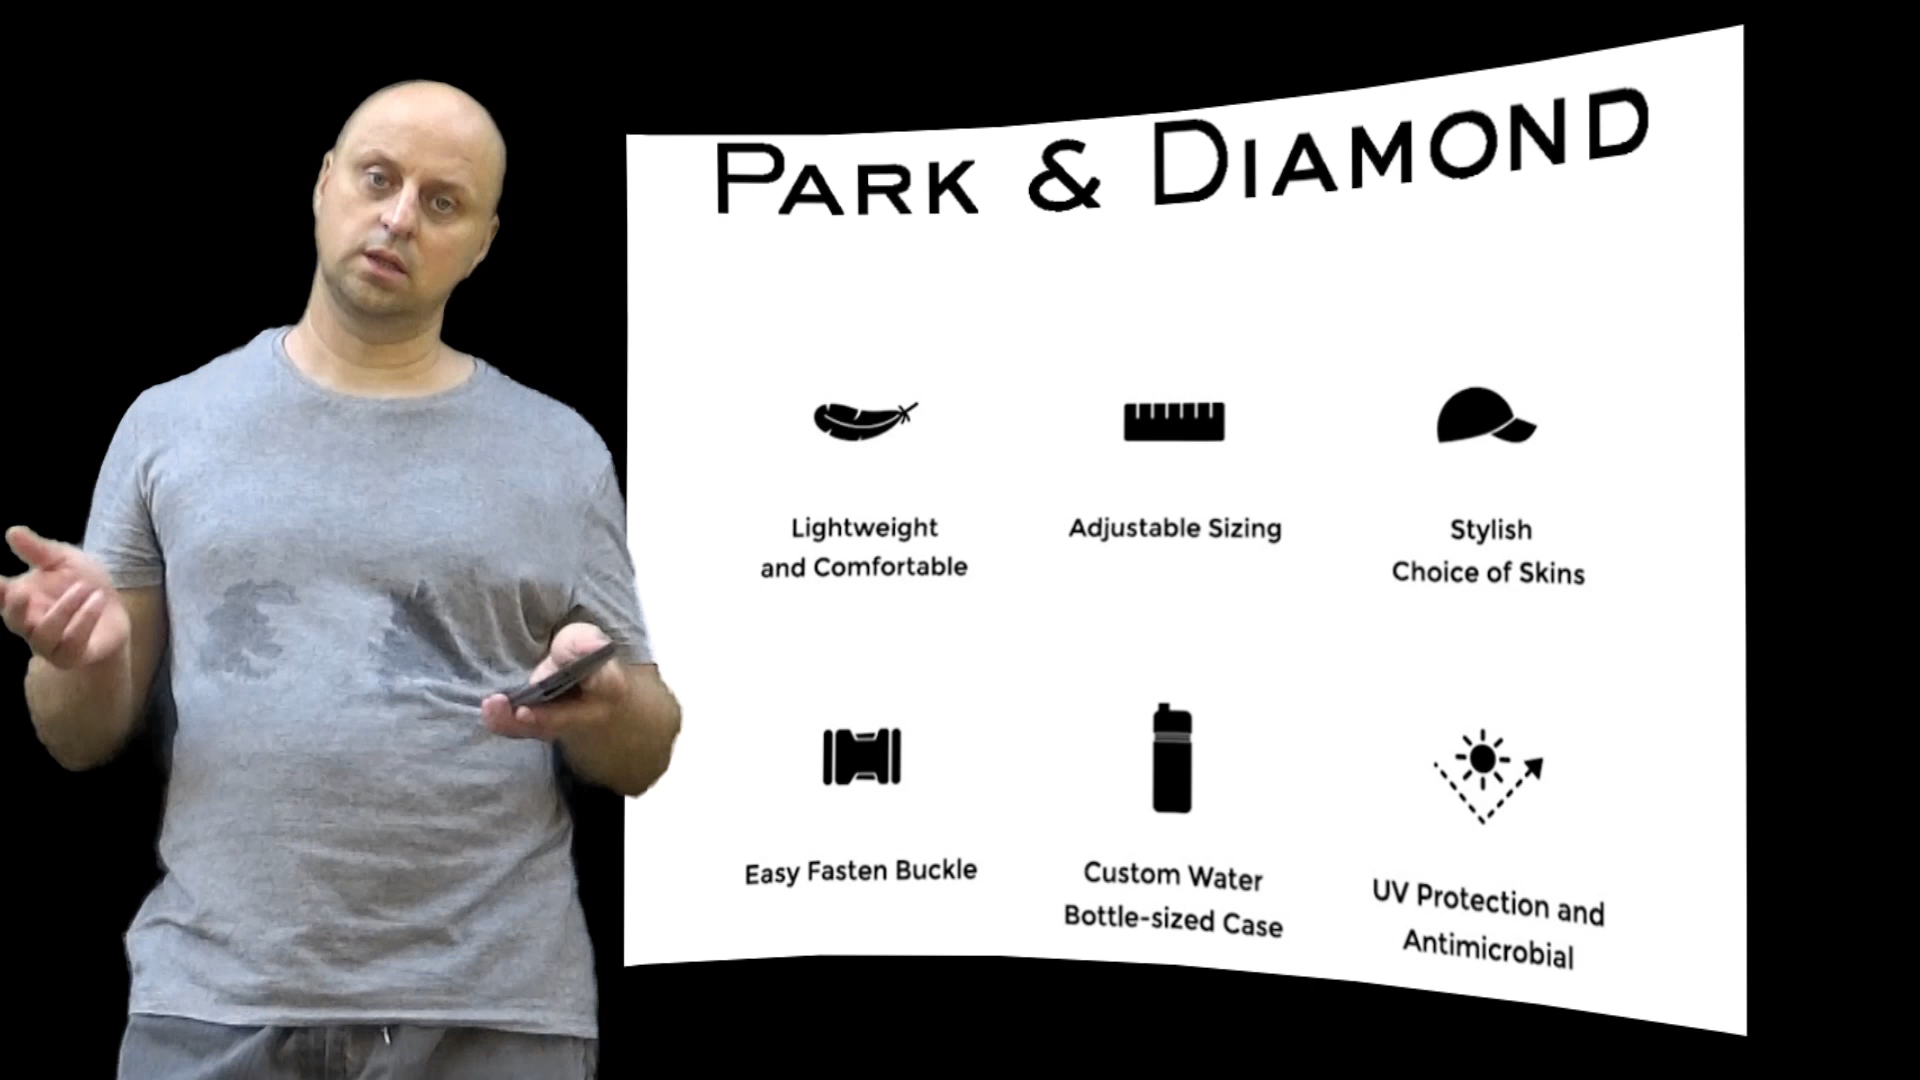 PARK & DIAMOND
Lightweight
and Comfortable
Adjustable Sizing
Stylish
Choice of Skins
Easy Fasten Buckle
Custom Water
Bottle-sized Case
UV Protection and
Antimicrobial